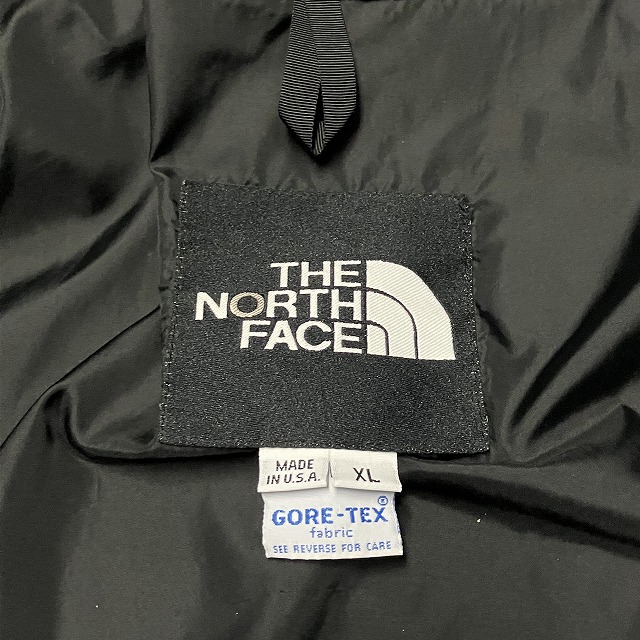 THE
NORTH
FACE
MADE
IN U.S.A.
XL
GORE-TEX®
fabric
SEE REVERSE FOR CARE